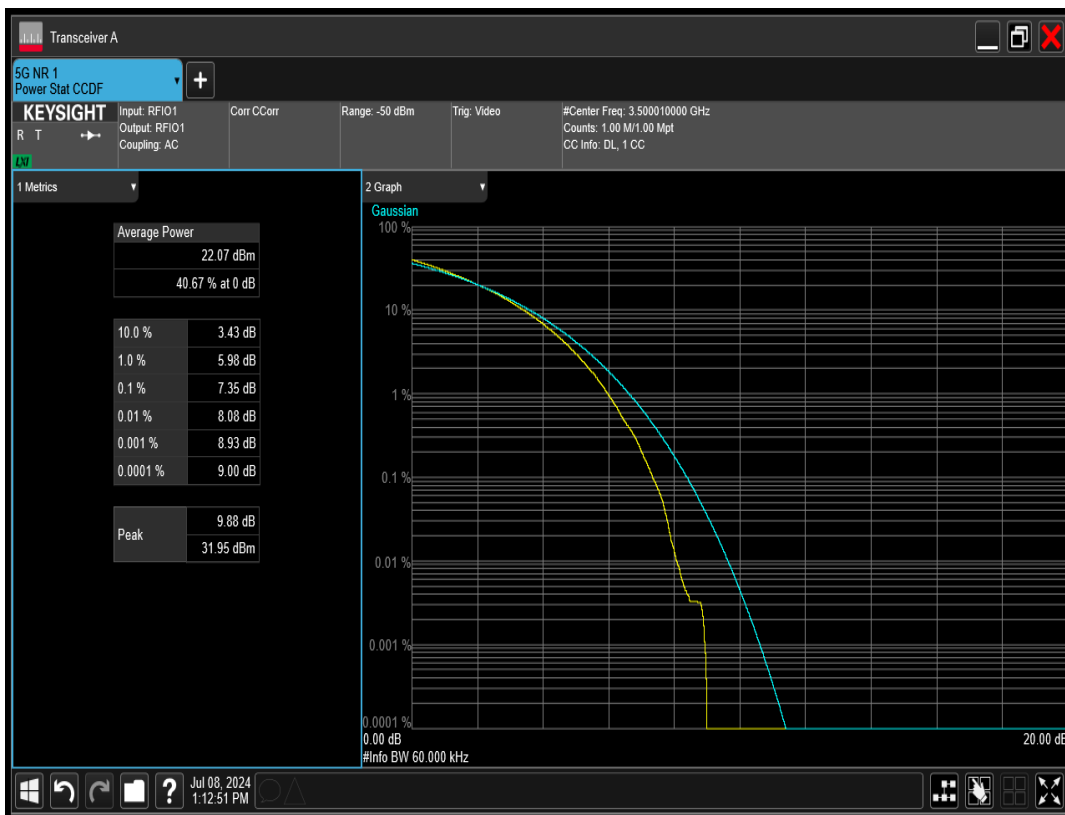 Transceiver A
5G NR 1
Power Stat CCDF
+
KEYSIGHT
R T
LXI
Input: RFIO1
Output: RFIO1
Coupling: AC
Corr CCorr
Range: -50 dBm
Trig: Video
#Center Freq: 3.500010000 GHz
Counts: 1.00 M/1.00 Mpt
CC Info: DL, 1 CC
1 Metrics
Average Power
22.07 dBm
40.67 % at 0 dB
10.0 % 3.43 dB
1.0 % 5.98 dB
0.1 % 7.35 dB
0.01 % 8.08 dB
0.001 % 8.93 dB
0.0001 % 9.00 dB
Peak
9.88 dB
31.95 dBm
2 Graph
Gaussian
100 %
10 %
1 %
0.1 %
0.01 %
0.001 %
0.0001 %
0.00 dB 20.00 dB
#Info BW 60.000 kHz
?
Jul 08, 2024
1:12:51 PM